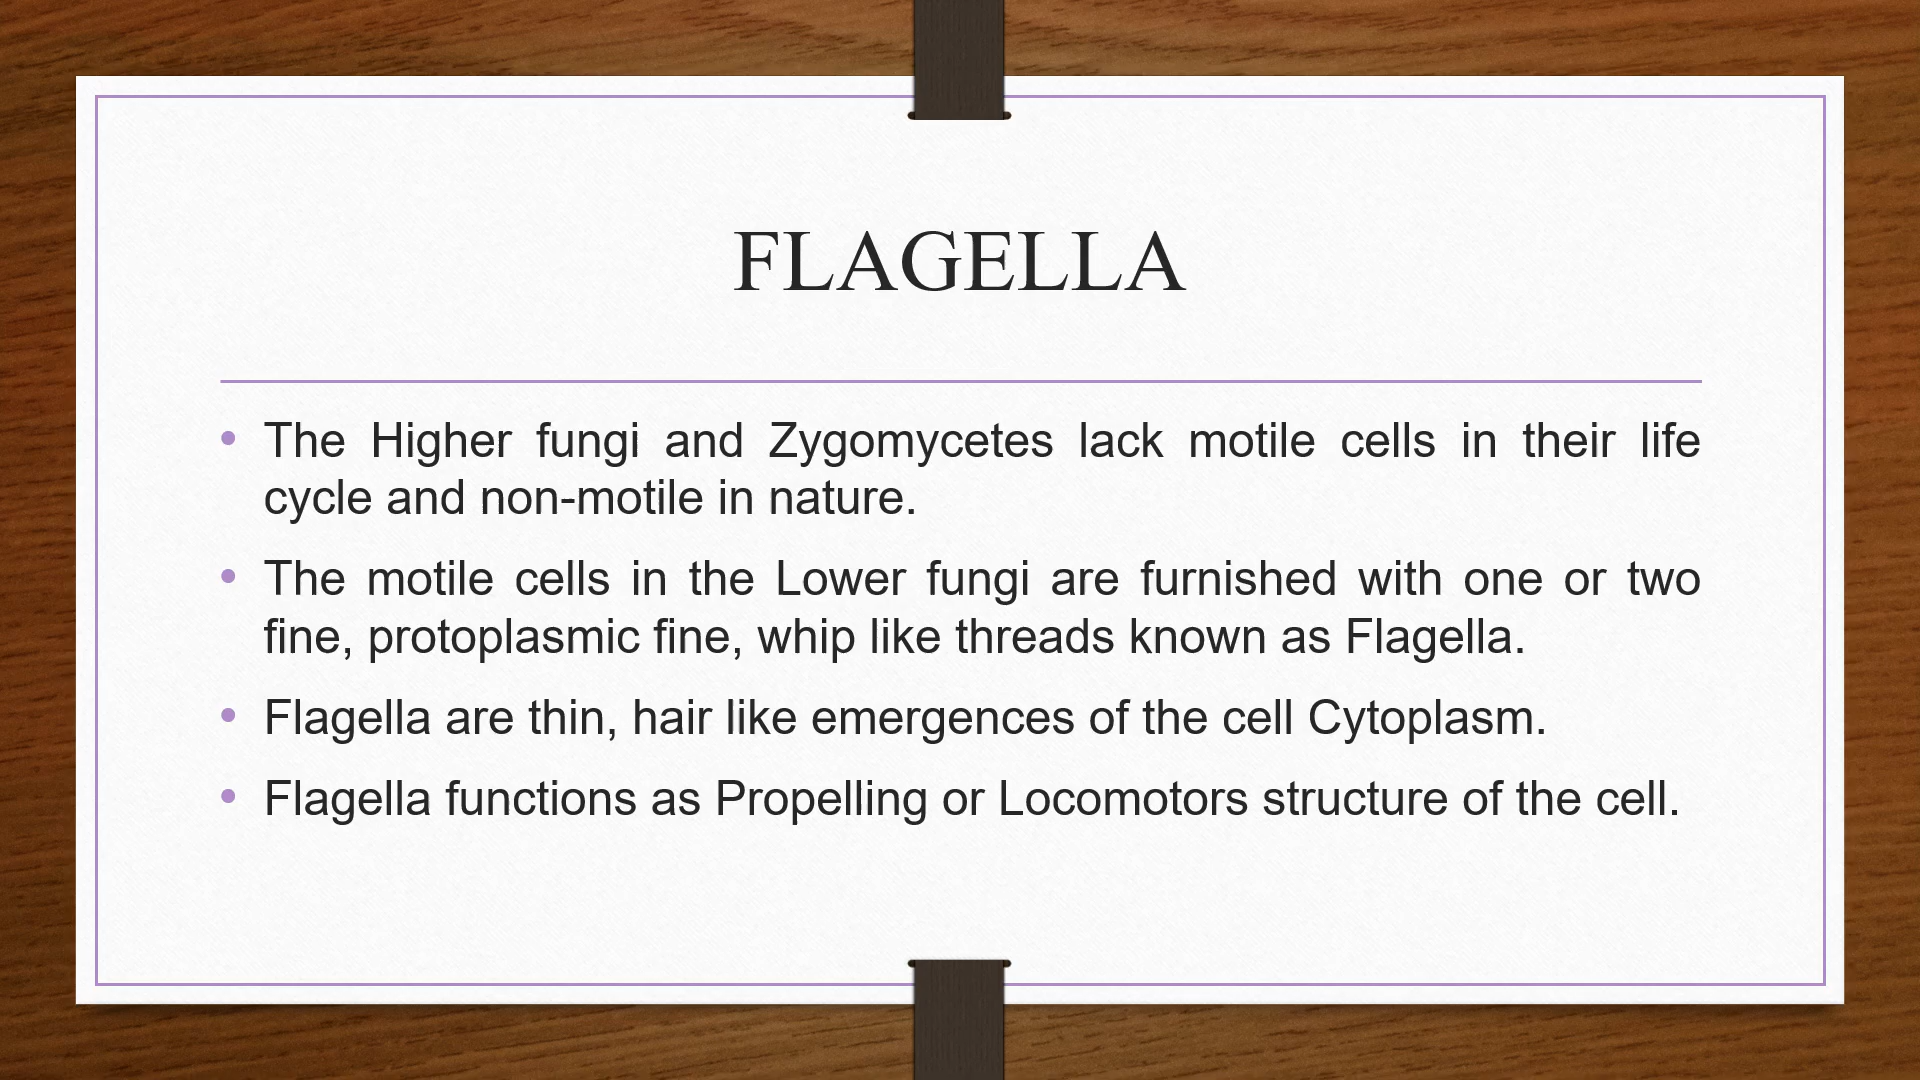 FLAGELLA
• The Higher fungi and Zygomycetes lack motile cells in their life
cycle and non-motile in nature.
• The motile cells in the Lower fungi are furnished with one or two
fine, protoplasmic fine, whip like threads known as Flagella.
• Flagella are thin, hair like emergences of the cell Cytoplasm.
• Flagella functions as Propelling or Locomotors structure of the cell.